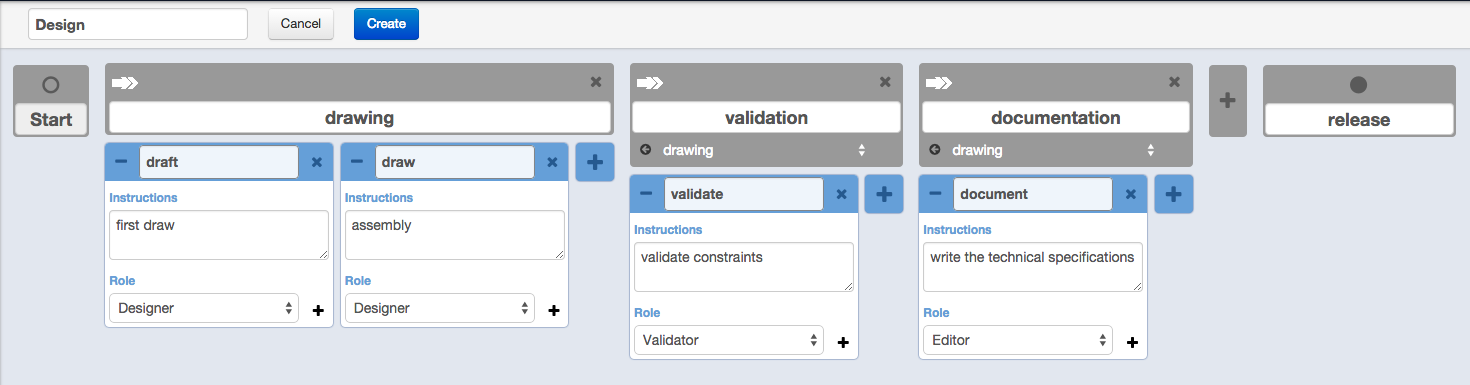 Design
Cancel
Create
Start
drawing
validation
documentation
release
drawing
drawing
draft
draw
validate
document
Instructions
first draw
Role
Designer
Instructions
assembly
Role
Designer
Instructions
validate constraints
Role
Validator
Instructions
write the technical specifications
Role
Editor